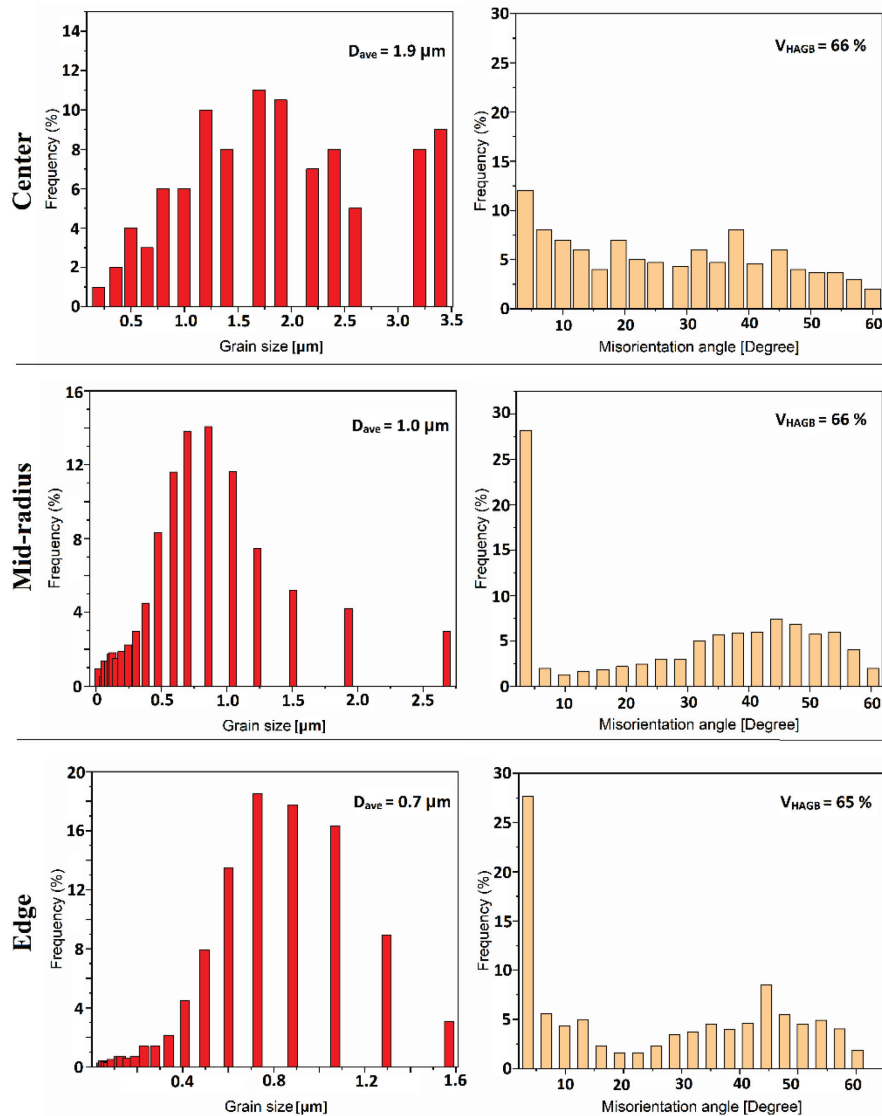 Center
Frequency (%)
14
12
10
8
6
4
2
0
D_ave = 1.9 µm
0.5 1.0 1.5 2.0 2.5 3.0 3.5
Grain size [µm]
Frequency (%)
30
25
20
15
10
5
0
V_HAGB = 66 %
10 20 30 40 50 60
Misorientation angle [Degree]
Mid-radius
Frequency (%)
16
12
8
4
0
D_ave = 1.0 µm
0 0.5 1.0 1.5 2.0 2.5
Grain size [µm]
Frequency (%)
30
25
20
15
10
5
0
V_HAGB = 66 %
10 20 30 40 50 60
Misorientation angle [Degree]
Edge
Frequency (%)
20
16
12
8
4
0
D_ave = 0.7 µm
0.4 0.8 1.2 1.6
Grain size [µm]
Frequency (%)
30
25
20
15
10
5
0
V_HAGB = 65 %
10 20 30 40 50 60
Misorientation angle [Degree]